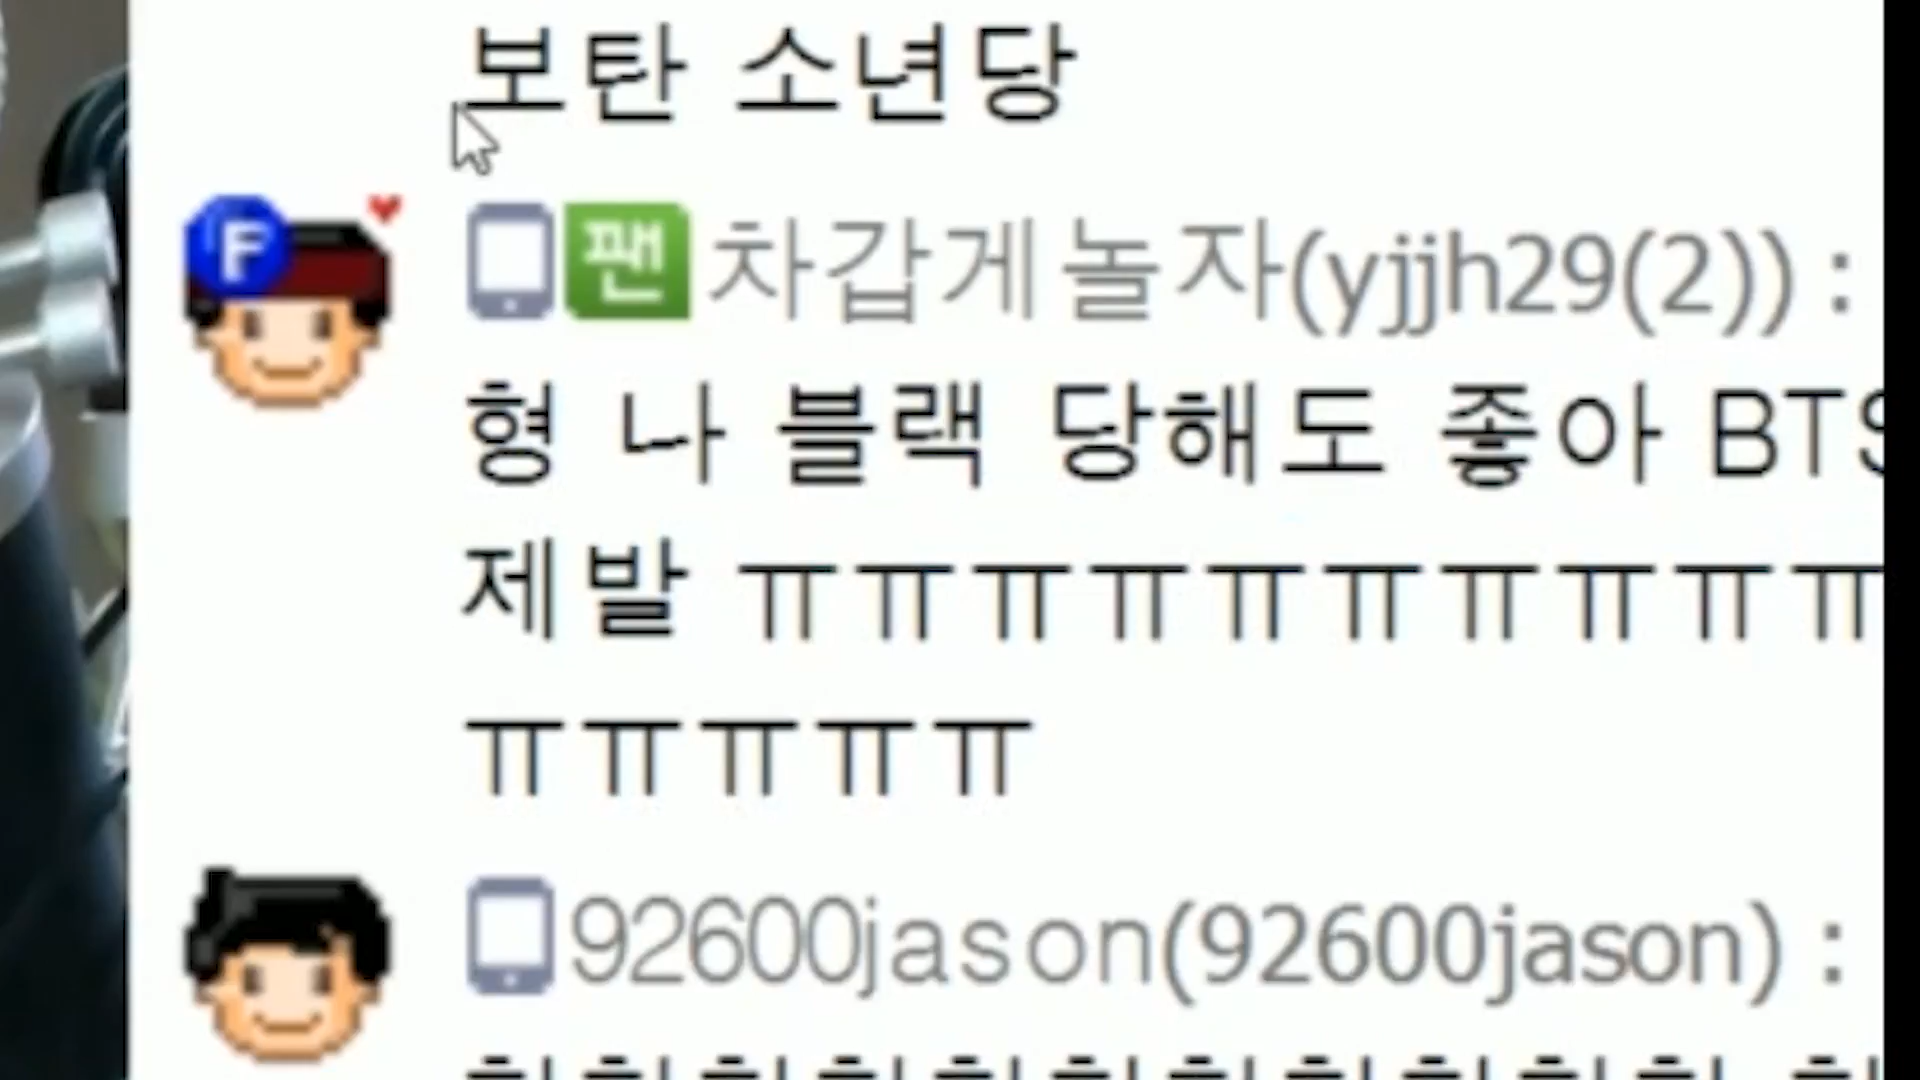 보탄 소년당
F
팬 차갑게놀자(yjjh29(2)) :
형 나 블랙 당해도 좋아 BTS
제발 ㅠㅠㅠㅠㅠㅠㅠㅠㅠㅠ
ㅠㅠㅠㅠㅠ
92600jason(92600jason) :